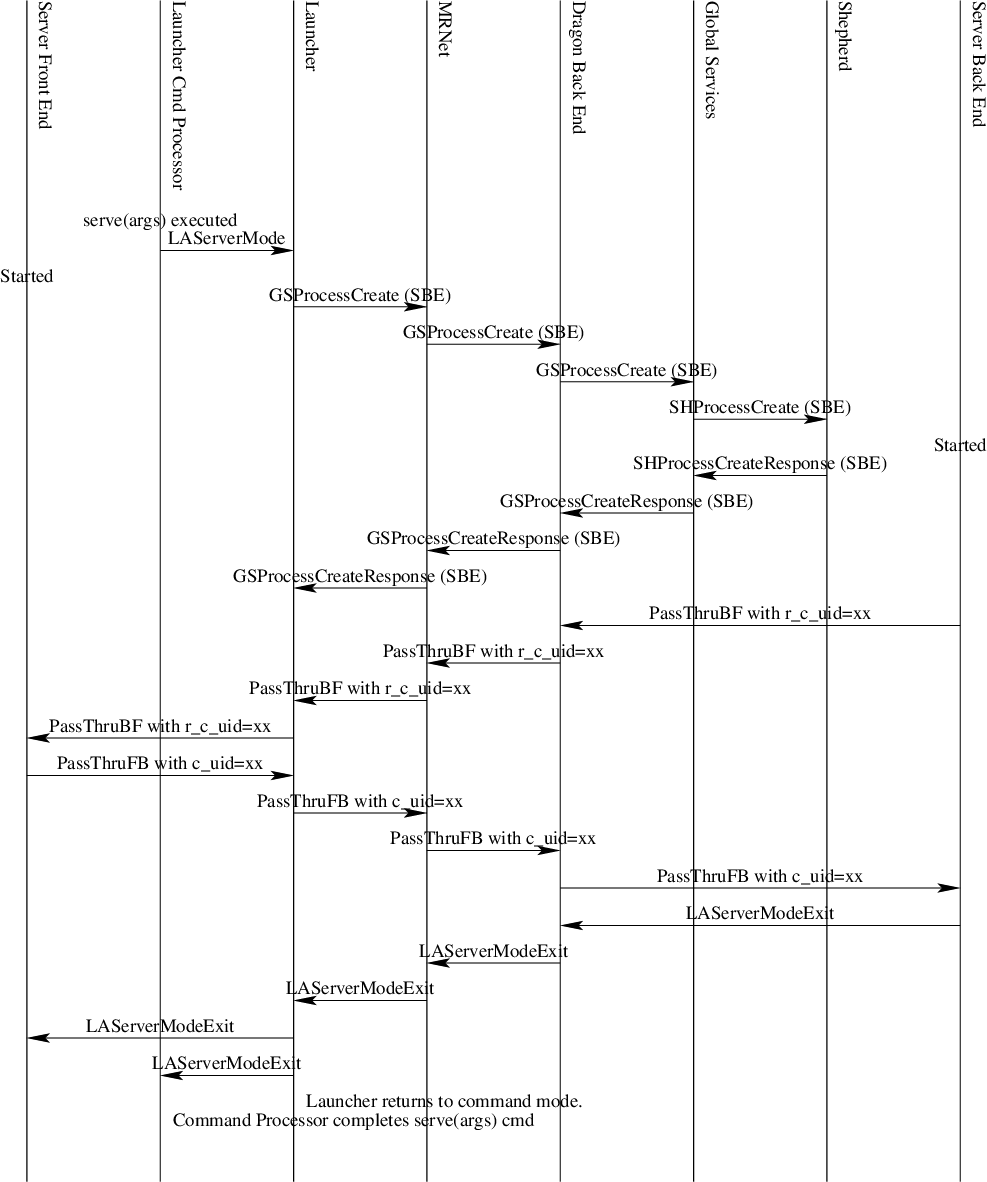 Server Front End
Launcher Cmd Processor
Launcher
MRNet
Dragon Back End
Global Services
Shepherd
Server Back End
serve(args) executed
LAServerMode
Started
GSProcessCreate (SBE)
GSProcessCreate (SBE)
GSProcessCreate (SBE)
SHProcessCreate (SBE)
Started
SHProcessCreateResponse (SBE)
GSProcessCreateResponse (SBE)
GSProcessCreateResponse (SBE)
GSProcessCreateResponse (SBE)
PassThruBF with r_c_uid=xx
PassThruBF with r_c_uid=xx
PassThruBF with r_c_uid=xx
PassThruBF with r_c_uid=xx
PassThruFB with c_uid=xx
PassThruFB with c_uid=xx
PassThruFB with c_uid=xx
PassThruFB with c_uid=xx
LAServerModeExit
LAServerModeExit
LAServerModeExit
LAServerModeExit
LAServerModeExit
Launcher returns to command mode.
Command Processor completes serve(args) cmd